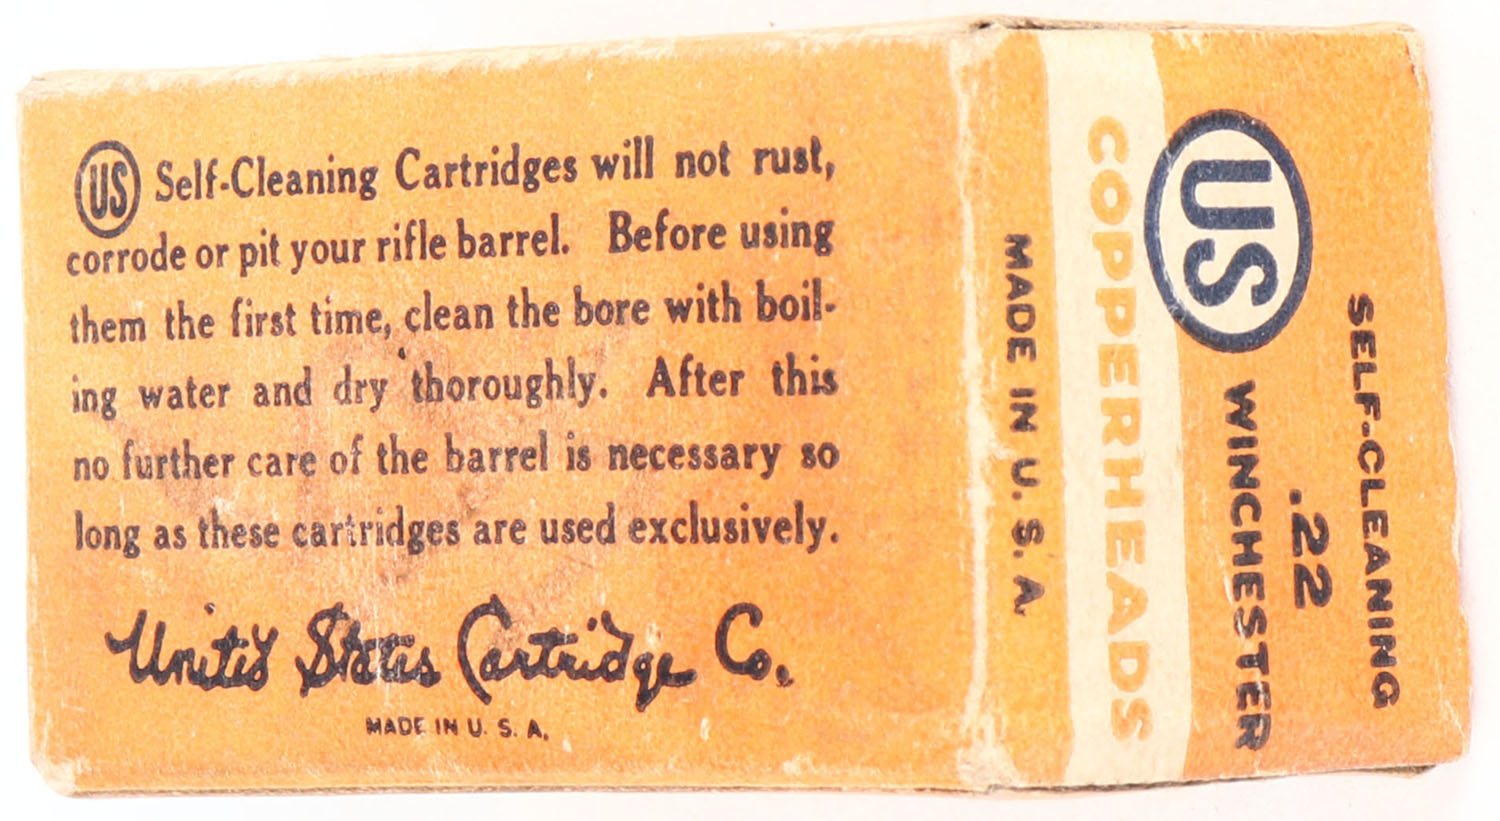 US Self-Cleaning Cartridges will not rust,
corrode or pit your rifle barrel. Before using
them the first time, clean the bore with boil-
ing water and dry thoroughly. After this
no further care of the barrel is necessary so
long as these cartridges are used exclusively.
United States Cartridge Co.
MADE IN U. S. A.
SELF-CLEANING
.22
WINCHESTER
US
COPPERHEADS
MADE IN U. S. A.